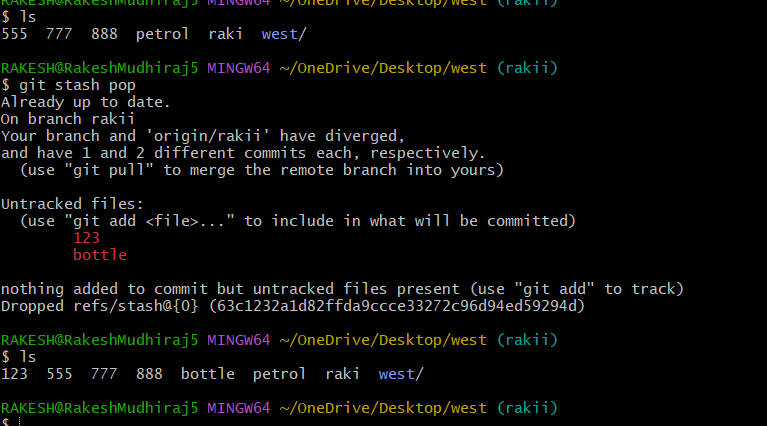 RAKESH@RakeshMudhiraj5 MINGW64 ~/OneDrive/Desktop/west (rakii)
$ ls
555  777  888  petrol  raki  west/
RAKESH@RakeshMudhiraj5 MINGW64 ~/OneDrive/Desktop/west (rakii)
$ git stash pop
Already up to date.
On branch rakii
Your branch and 'origin/rakii' have diverged,
and have 1 and 2 different commits each, respectively.
  (use "git pull" to merge the remote branch into yours)
Untracked files:
  (use "git add <file>..." to include in what will be committed)
        123
        bottle
nothing added to commit but untracked files present (use "git add" to track)
Dropped refs/stash@{0} (63c1232a1d82ffda9ccce33272c96d94ed59294d)
RAKESH@RakeshMudhiraj5 MINGW64 ~/OneDrive/Desktop/west (rakii)
$ ls
123  555  777  888  bottle  petrol  raki  west/
RAKESH@RakeshMudhiraj5 MINGW64 ~/OneDrive/Desktop/west (rakii)
$